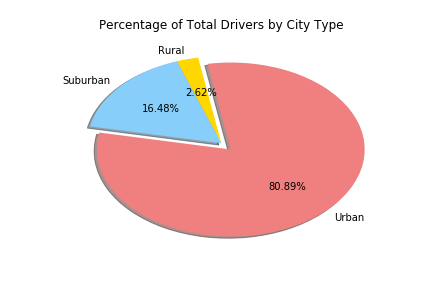 Percentage of Total Drivers by City Type
Rural
Suburban
2.62%
16.48%
80.89%
Urban